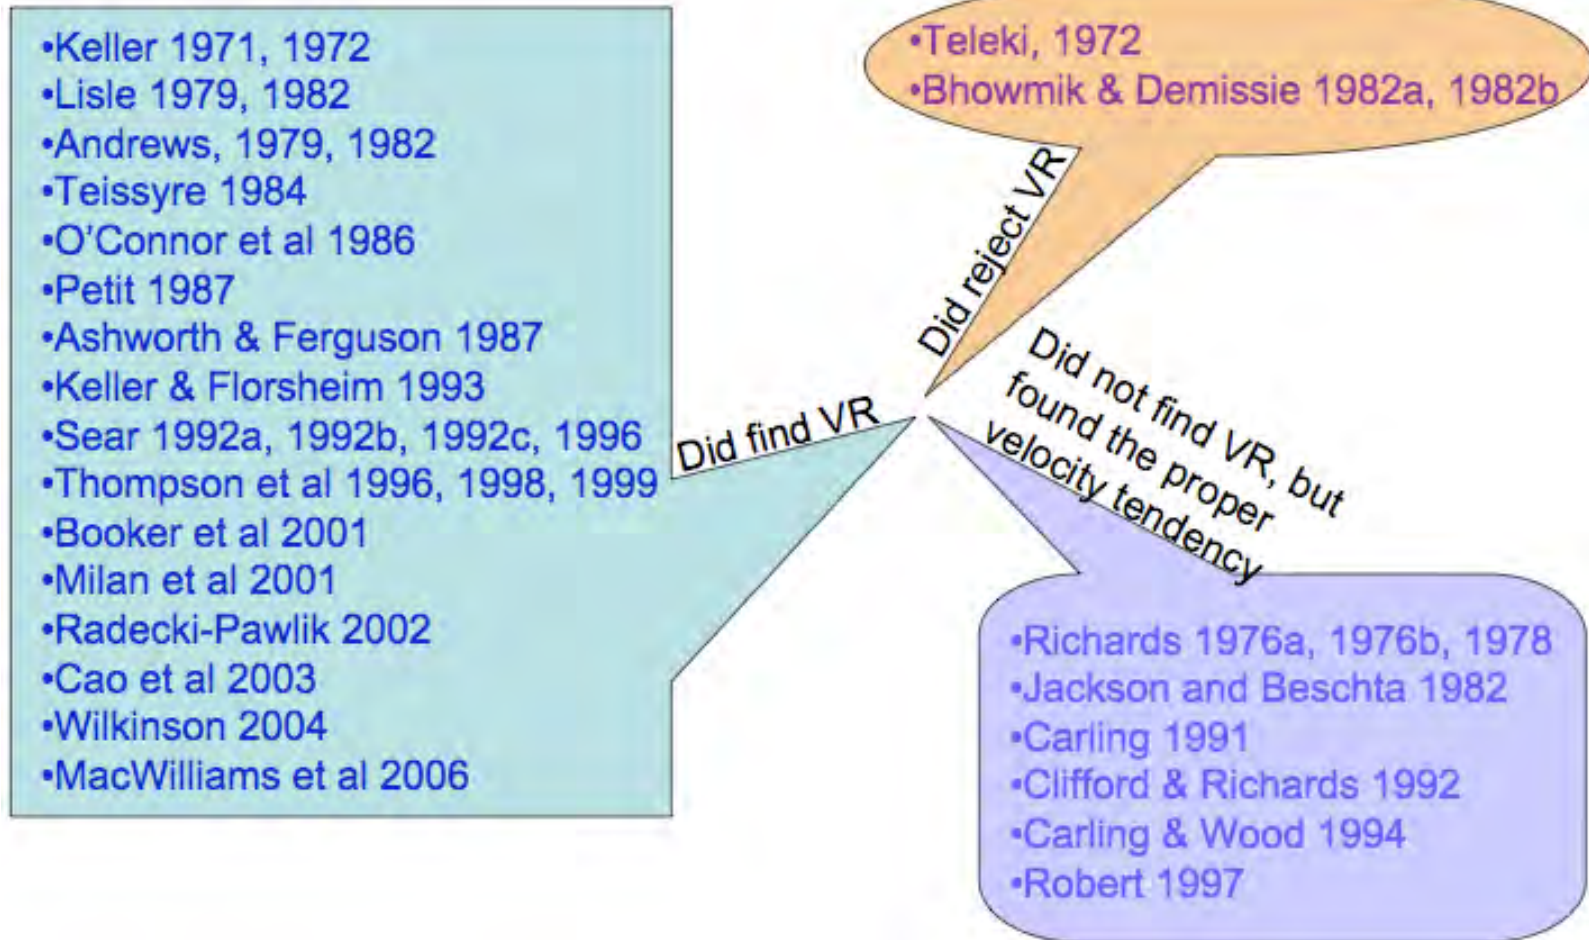 •Keller 1971, 1972
•Lisle 1979, 1982
•Andrews, 1979, 1982
•Teissyre 1984
•O'Connor et al 1986
•Petit 1987
•Ashworth & Ferguson 1987
•Keller & Florsheim 1993
•Sear 1992a, 1992b, 1992c, 1996
•Thompson et al 1996, 1998, 1999
•Booker et al 2001
•Milan et al 2001
•Radecki-Pawlik 2002
•Cao et al 2003
•Wilkinson 2004
•MacWilliams et al 2006
Did find VR
•Teleki, 1972
•Bhowmik & Demissie 1982a, 1982b
Did reject VR
Did not find VR, but
found the proper
velocity tendency
•Richards 1976a, 1976b, 1978
•Jackson and Beschta 1982
•Carling 1991
•Clifford & Richards 1992
•Carling & Wood 1994
•Robert 1997